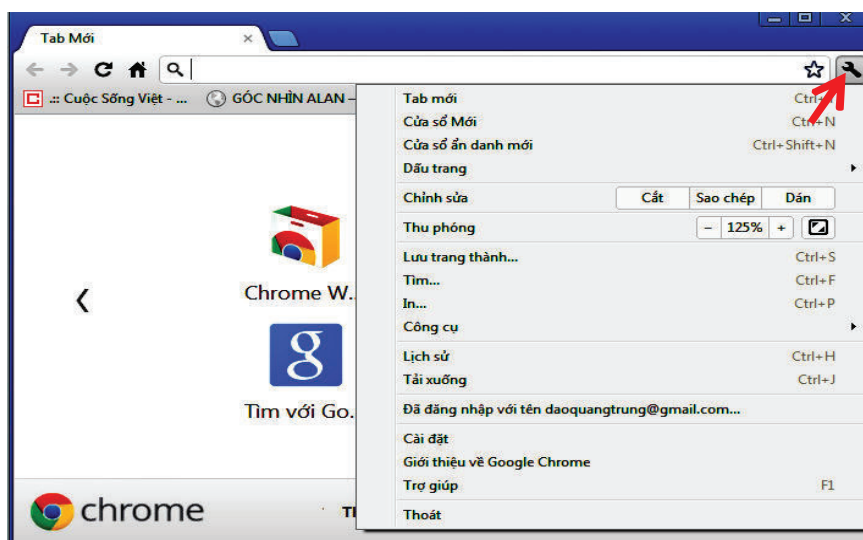 Tab Mới
.:: Cuộc Sống Việt - ... GÓC NHÌN ALAN –
Tab mới
Cửa sổ Mới Ctrl+N
Cửa sổ ẩn danh mới Ctrl+Shift+N
Dấu trang
Chỉnh sửa Cắt Sao chép Dán
Thu phóng – 125% +
Lưu trang thành... Ctrl+S
Tìm... Ctrl+F
In... Ctrl+P
Công cụ
Lịch sử Ctrl+H
Tải xuống Ctrl+J
Đã đăng nhập với tên daoquangtrung@gmail.com...
Cài đặt
Giới thiệu về Google Chrome
Trợ giúp F1
Thoát
Chrome W..
Tìm với Go..
chrome